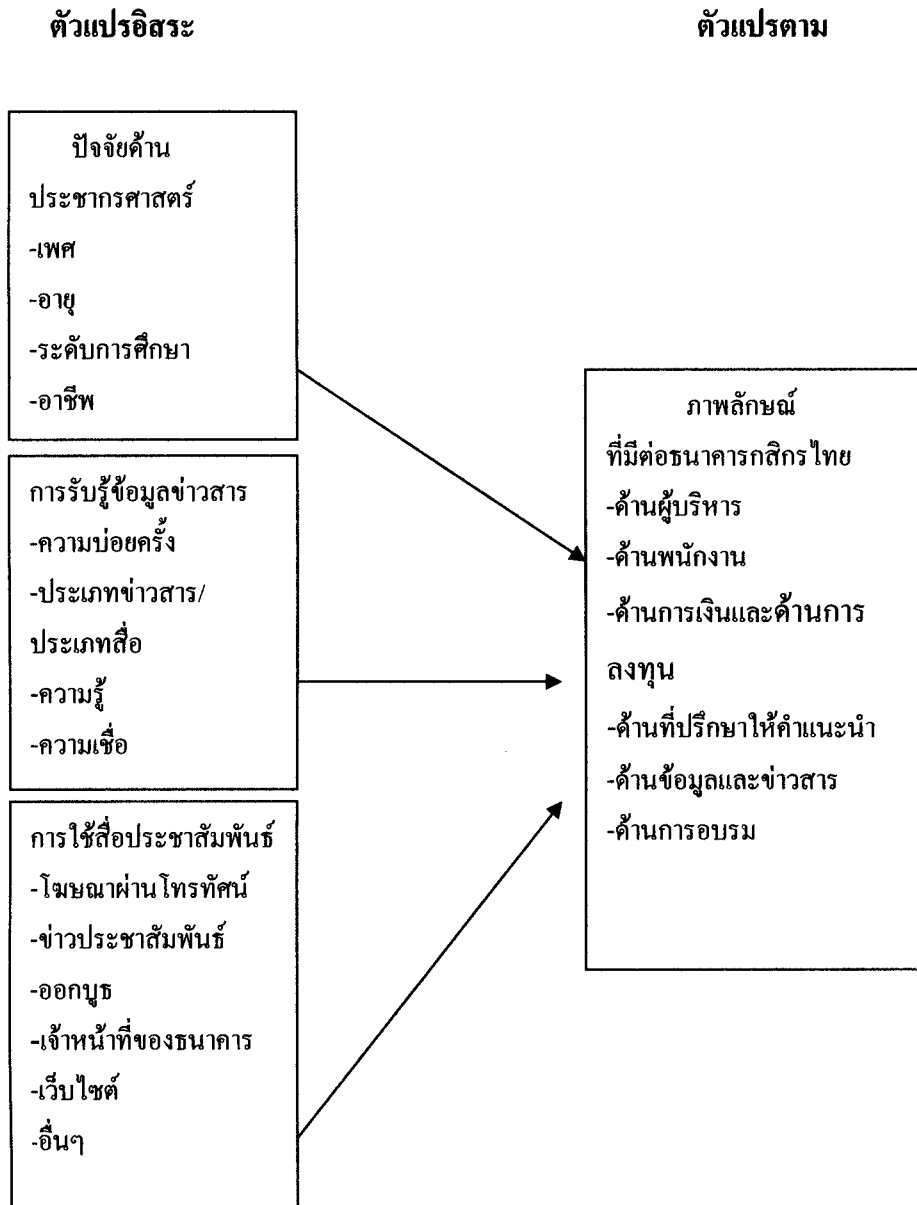 ตัวแปรอิสระ
ตัวแปรตาม
ปัจจัยด้าน
ประชากรศาสตร์
-เพศ
-อายุ
-ระดับการศึกษา
-อาชีพ
การรับรู้ข้อมูลข่าวสาร
-ความบ่อยครั้ง
-ประเภทข่าวสาร/
ประเภทสื่อ
-ความรู้
-ความเชื่อ
การใช้สื่อประชาสัมพันธ์
-โฆษณาผ่านโทรทัศน์
-ข่าวประชาสัมพันธ์
-ออกบูธ
-เจ้าหน้าที่ของธนาคาร
-เว็บไซต์
-อื่นๆ
ภาพลักษณ์
ที่มีต่อธนาคารกสิกรไทย
-ด้านผู้บริหาร
-ด้านพนักงาน
-ด้านการเงินและด้านการ
ลงทุน
-ด้านที่ปรึกษาให้คำแนะนำ
-ด้านข้อมูลและข่าวสาร
-ด้านการอบรม